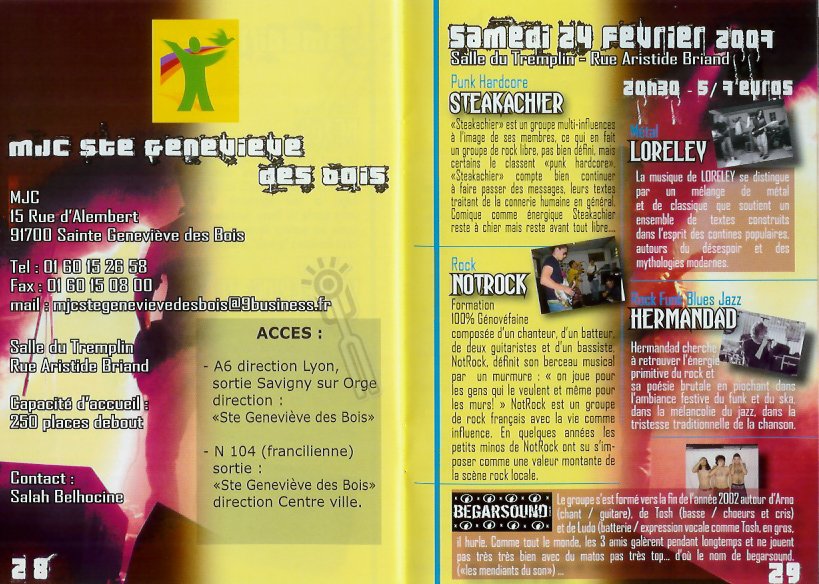 MJC Ste Genevieve
des Bois
MJC
15 Rue d'Alembert
91700 Sainte Geneviève des Bois
Tel : 01 60 15 26 58
Fax : 01 60 15 08 00
mail : mjcstegenevievedesbois@9business.fr
Salle du Tremplin
Rue Aristide Briand
Capacité d'accueil :
250 places debout
Contact :
Salah Belhocine
ACCES :
- A6 direction Lyon,
sortie Savigny sur Orge
direction :
«Ste Geneviève des Bois»
- N 104 (francilienne)
sortie :
«Ste Geneviève des Bois»
direction Centre ville.
28
Samedi 24 Fevrier 2007
Salle du Tremplin - Rue Aristide Briand
20h30 - 5/7 euros
Punk Hardcore
STEAKACHIER
«Steakachier» est un groupe multi-influences
à l'image de ses membres, ce qui en fait
un groupe de rock libre, pas bien défini, mais
certains le classent «punk hardcore».
«Steakachier» compte bien continuer
à faire passer des messages, leurs textes
traitant de la connerie humaine en général.
Comique comme énergique Steakachier
reste à chier mais reste avant tout libre...
Métal
LORELEY
La musique de LORELEY se distingue
par un mélange de métal
et de classique que soutient un
ensemble de textes construits
dans l'esprit des contines populaires,
autours du désespoir et des
mythologies modernes.
Rock
NOTROCK
Formation
100% Génovéfaine
composée d'un chanteur, d'un batteur,
de deux guitaristes et d'un bassiste,
NotRock, définit son berceau musical
par un murmure : « on joue pour
les gens qui le veulent et même pour
les murs! » NotRock est un groupe
de rock français avec la vie comme
influence. En quelques années les
petits minos de NotRock ont su s'im-
poser comme une valeur montante de
la scène rock locale.
Rock Funk Blues Jazz
HERMANDAD
Hermandad cherche
à retrouver l'énergie
primitive du rock et
sa poésie brutale en piochant dans
l'ambiance festive du funk et du ska,
dans la mélancolie du jazz, dans la
tristesse traditionnelle de la chanson.
BEGARSOUND
Le groupe s'est formé vers la fin de l'année 2002 autour d'Arno
(chant / guitare), de Tosh (basse / choeurs et cris)
et de Ludo (batterie / expression vocale comme Tosh, en gros,
il hurle. Comme tout le monde, les 3 amis galèrent pendant longtemps et ne jouent
pas très très bien avec du matos pas très top... d'où le nom de begarsound.
(«les mendiants du son») ...
29